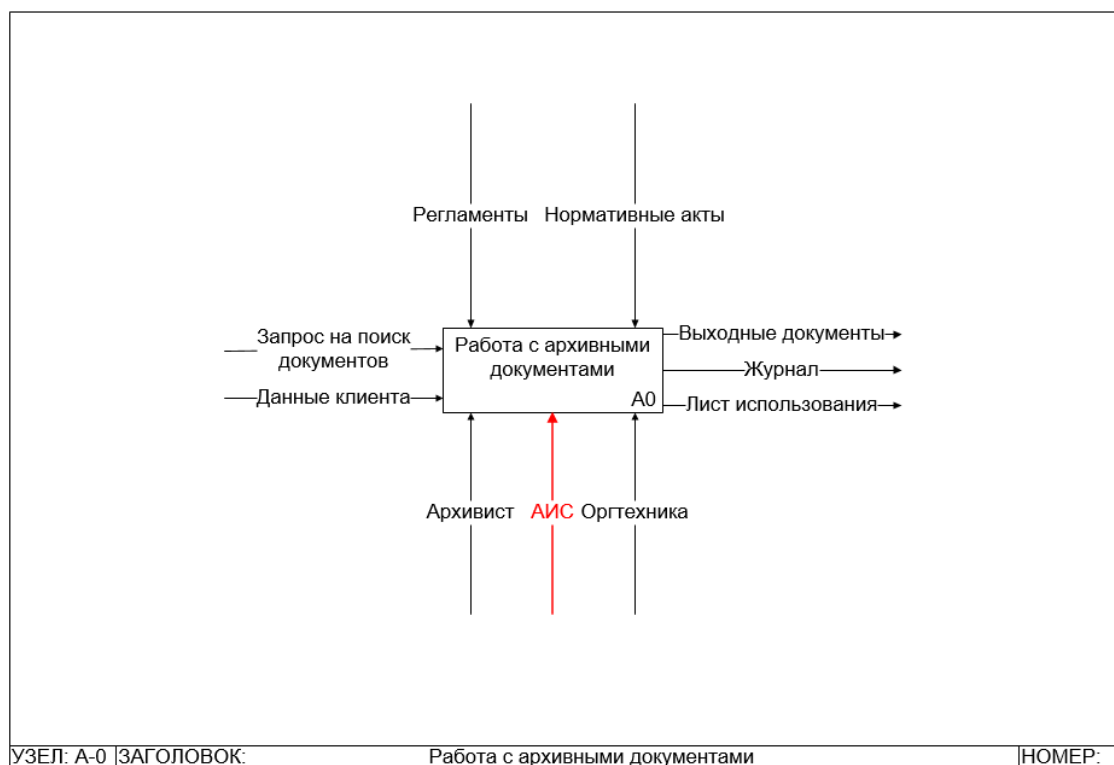 Регламенты
Нормативные акты
Запрос на поиск
документов
Данные клиента
Работа с архивными
документами
A0
Выходные документы
Журнал
Лист использования
Архивист
АИС
Оргтехника
УЗЕЛ: А-0
ЗАГОЛОВОК:
Работа с архивными документами
НОМЕР: